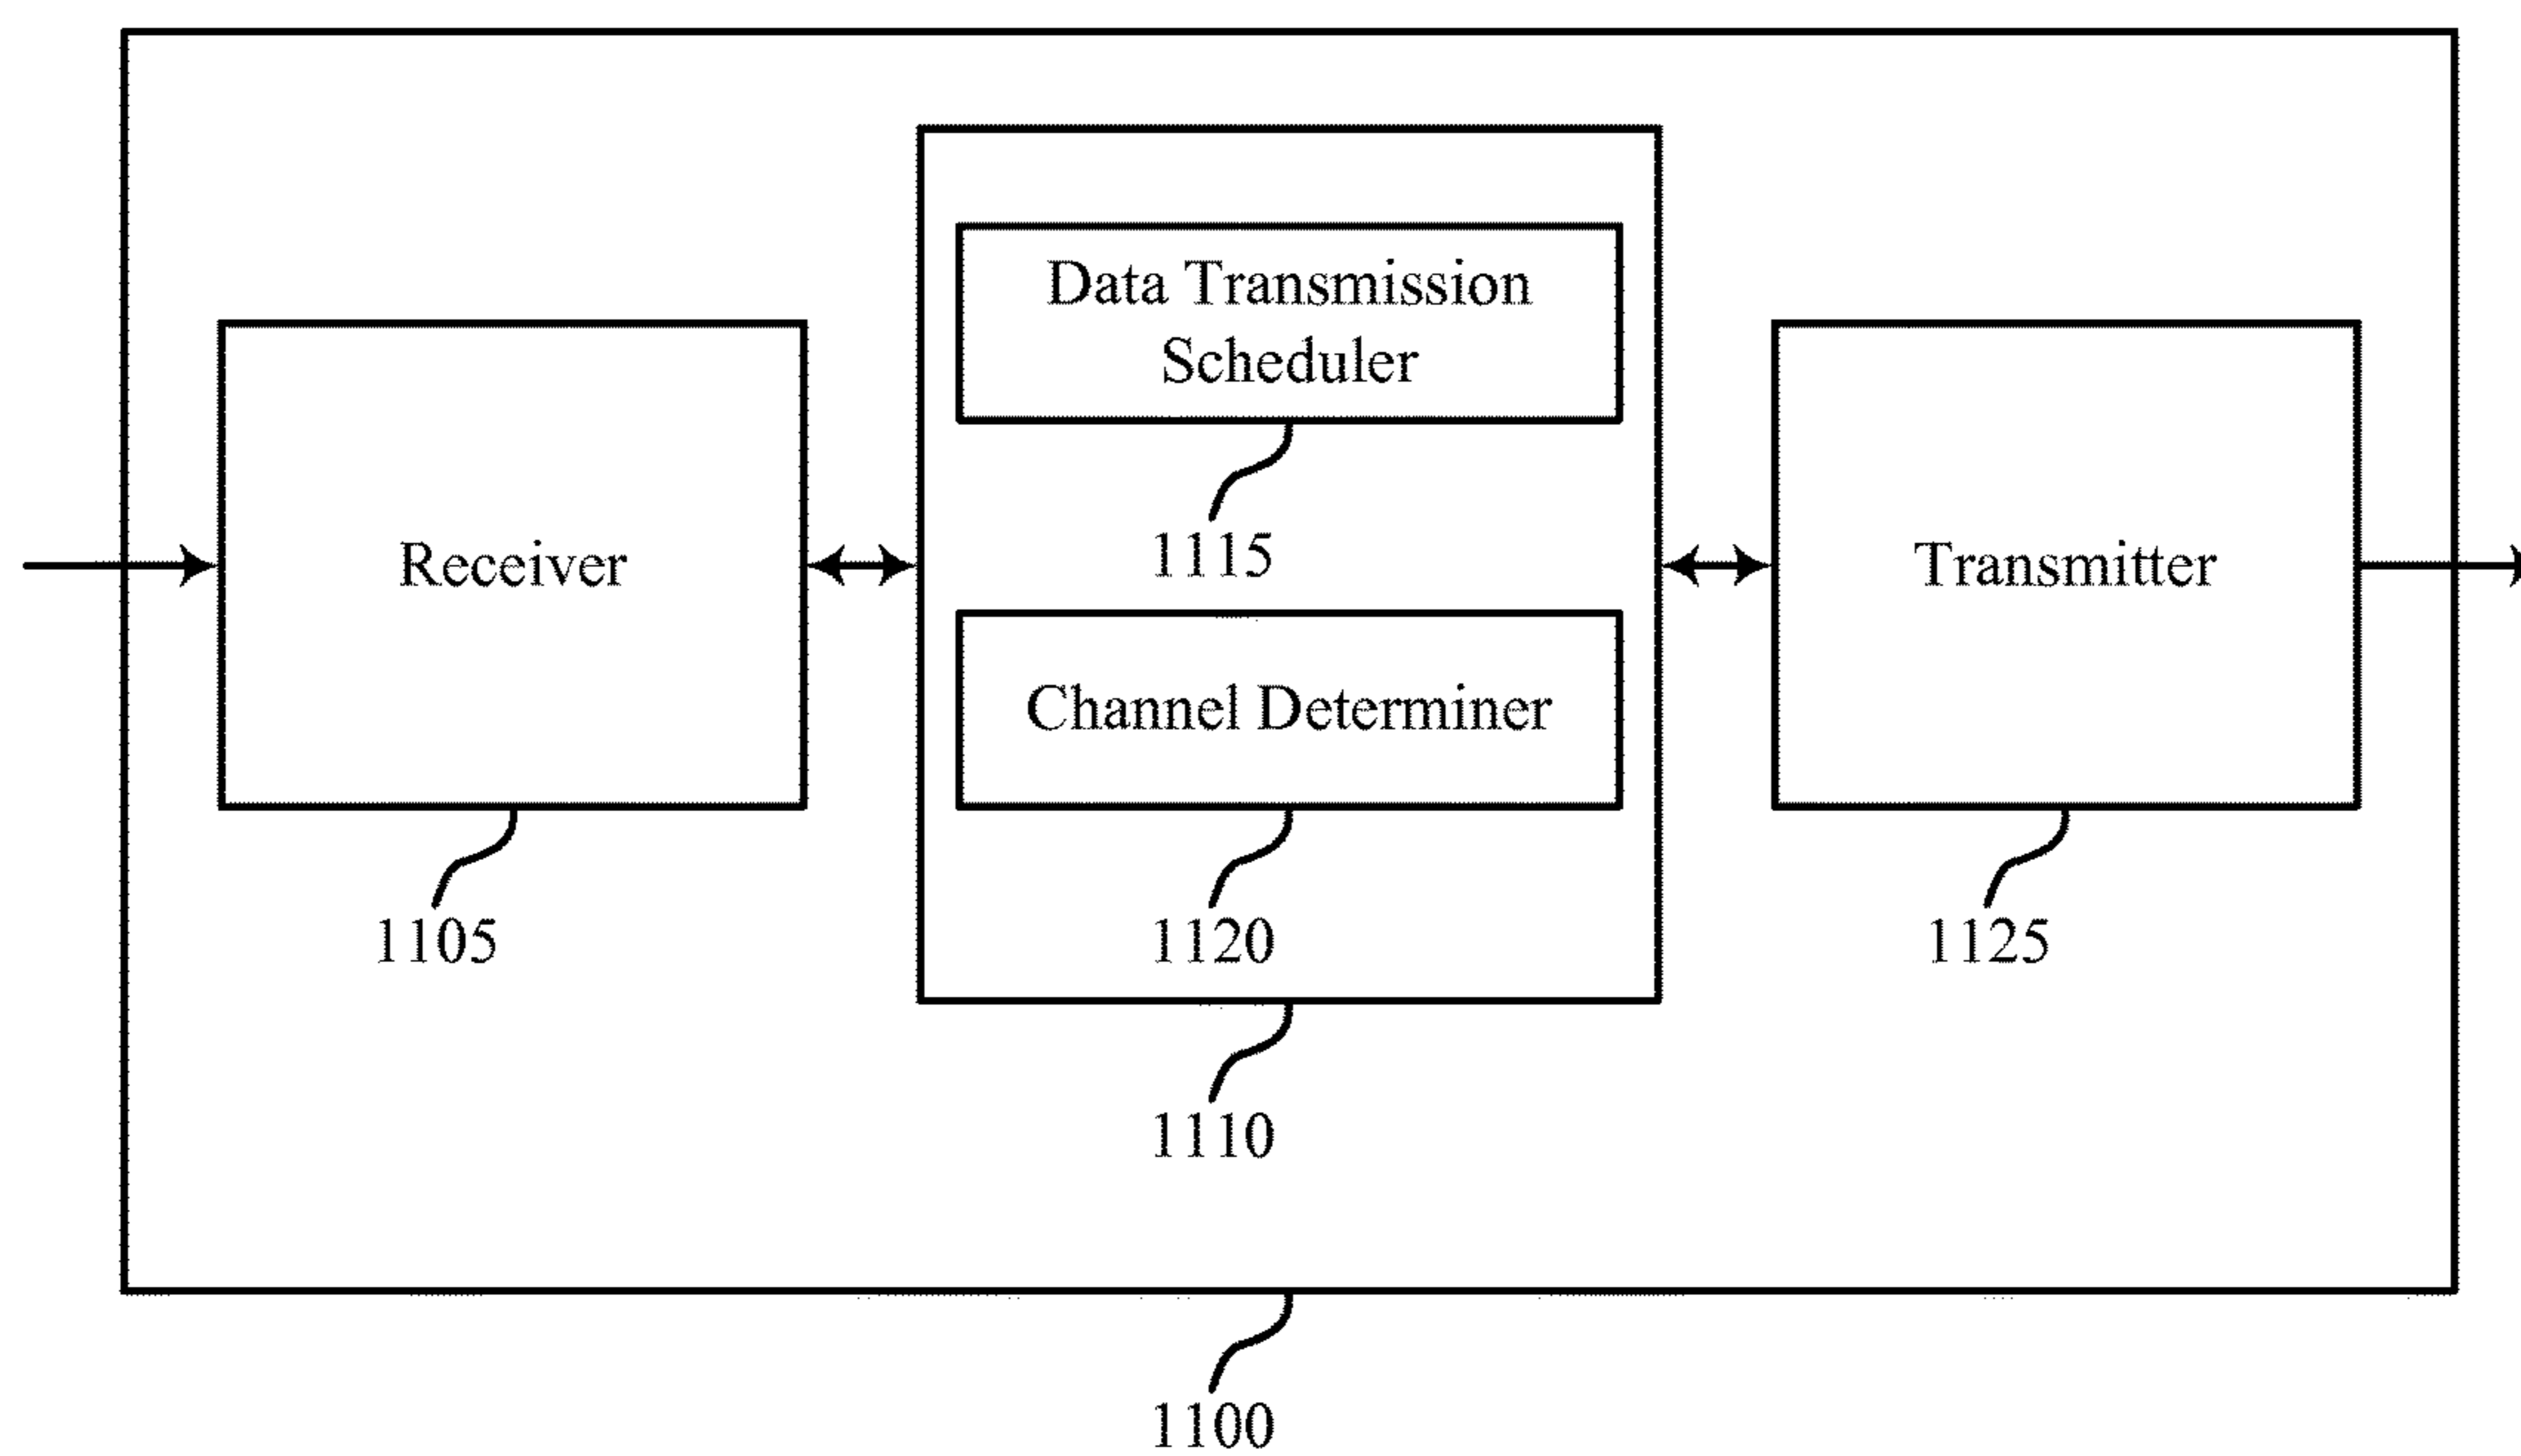 Data Transmission
Scheduler
1115
Receiver
Transmitter
Channel Determiner
1105
1120
1125
1110
1100